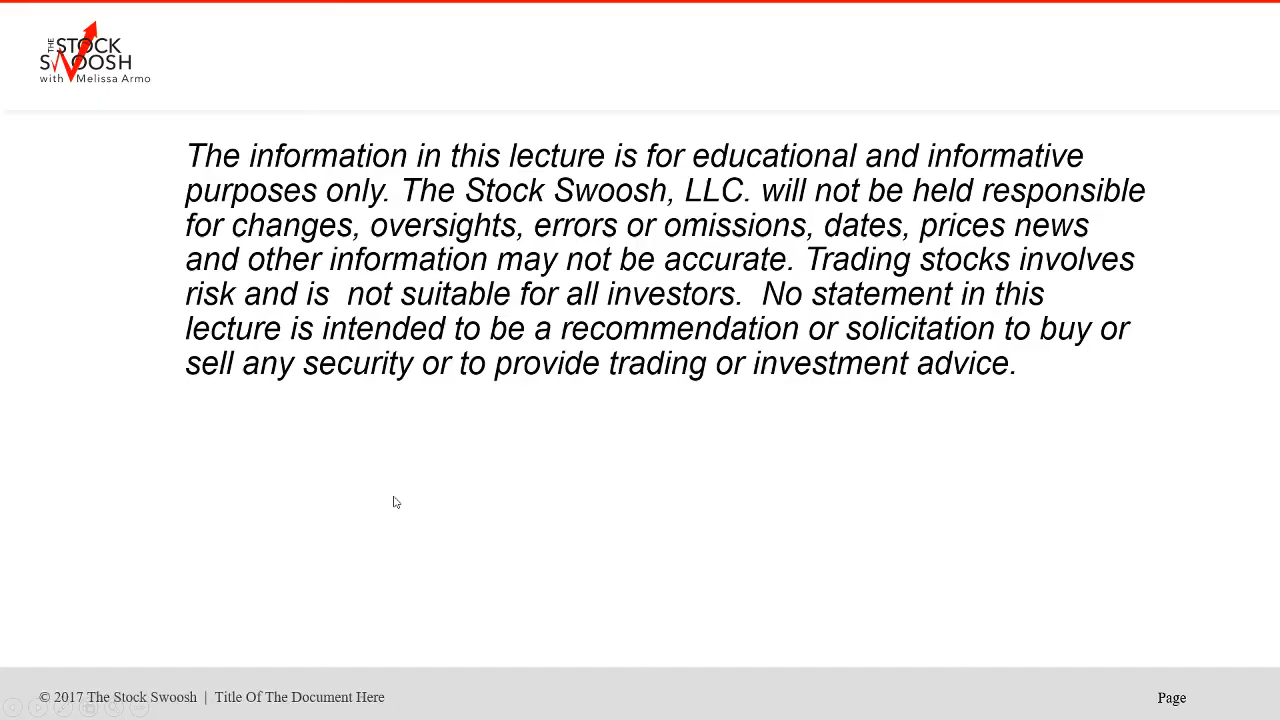 THE STOCK
SWOOSH
with Melissa Armo
The information in this lecture is for educational and informative
purposes only. The Stock Swoosh, LLC. will not be held responsible
for changes, oversights, errors or omissions, dates, prices news
and other information may not be accurate. Trading stocks involves
risk and is  not suitable for all investors.  No statement in this
lecture is intended to be a recommendation or solicitation to buy or
sell any security or to provide trading or investment advice.
© 2017 The Stock Swoosh | Title Of The Document Here
Page